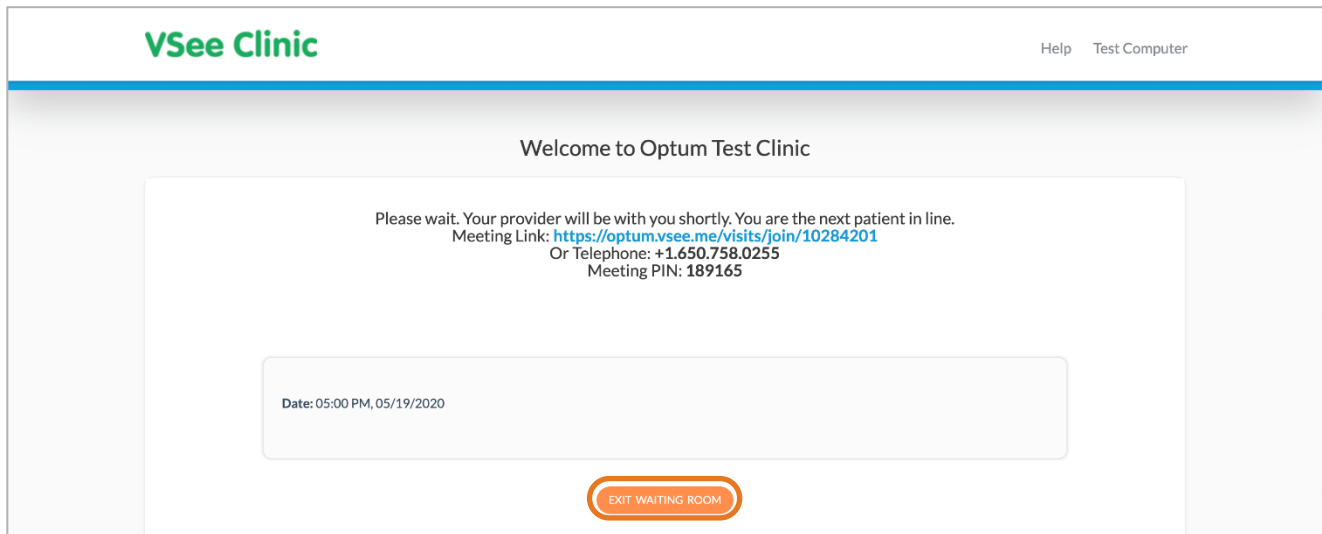 VSee Clinic
Help Test Computer
Welcome to Optum Test Clinic
Please wait. Your provider will be with you shortly. You are the next patient in line.
Meeting Link: https://optum.vsee.me/visits/join/10284201
Or Telephone: +1.650.758.0255
Meeting PIN: 189165
Date: 05:00 PM, 05/19/2020
EXIT WAITING ROOM